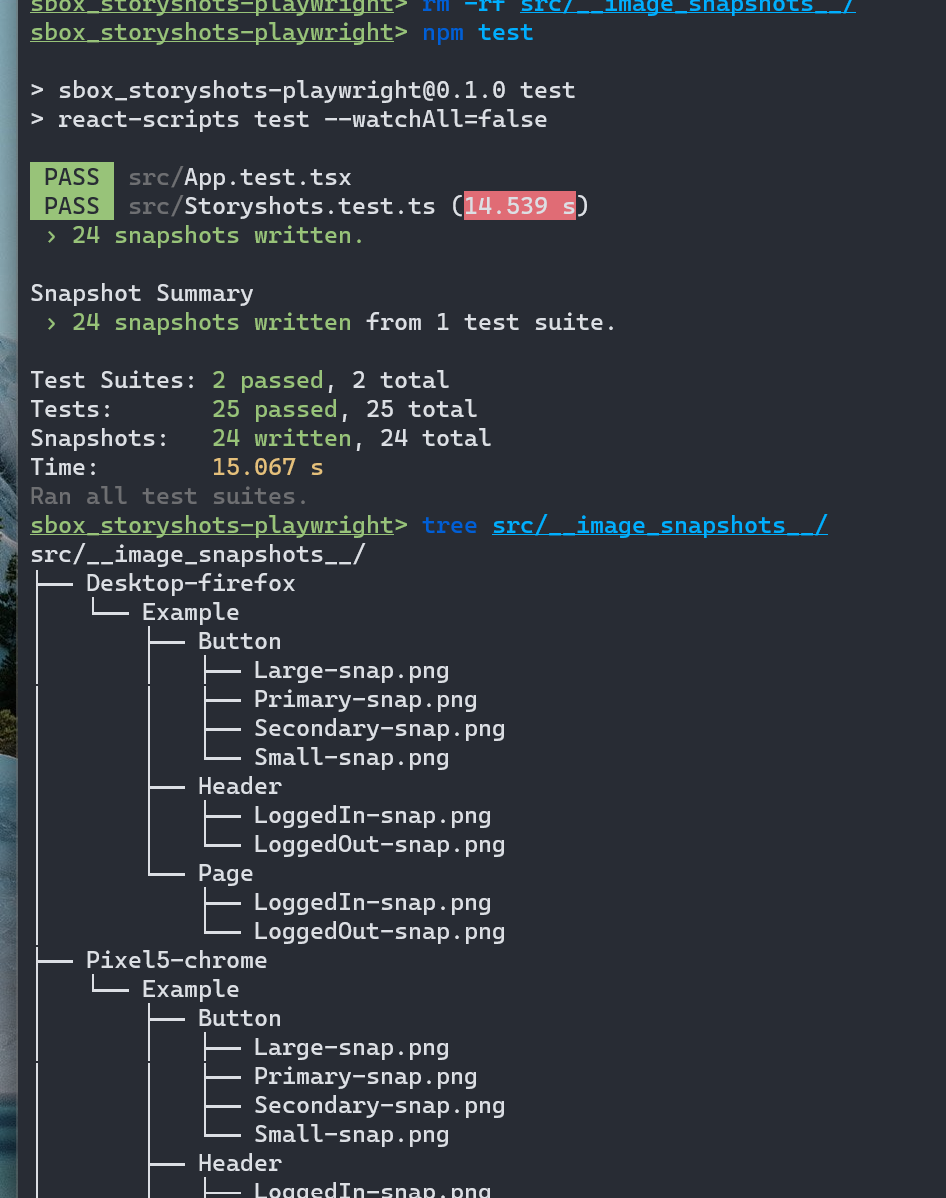 sbox_storyshots-playwright> rm -rf src/__image_snapshots__/
sbox_storyshots-playwright> npm test
> sbox_storyshots-playwright@0.1.0 test
> react-scripts test --watchAll=false
PASS src/App.test.tsx
PASS src/Storyshots.test.ts (14.539 s)
› 24 snapshots written.
Snapshot Summary
› 24 snapshots written from 1 test suite.
Test Suites: 2 passed, 2 total
Tests:       25 passed, 25 total
Snapshots:   24 written, 24 total
Time:        15.067 s
Ran all test suites.
sbox_storyshots-playwright> tree src/__image_snapshots__/
src/__image_snapshots__/
├── Desktop-firefox
│   └── Example
│       ├── Button
│       │   ├── Large-snap.png
│       │   ├── Primary-snap.png
│       │   ├── Secondary-snap.png
│       │   └── Small-snap.png
│       ├── Header
│       │   ├── LoggedIn-snap.png
│       │   └── LoggedOut-snap.png
│       └── Page
│           ├── LoggedIn-snap.png
│           └── LoggedOut-snap.png
├── Pixel5-chrome
│   └── Example
│       ├── Button
│       │   ├── Large-snap.png
│       │   ├── Primary-snap.png
│       │   ├── Secondary-snap.png
│       │   └── Small-snap.png
│       ├── Header
│       │   ├── LoggedIn-snap.png